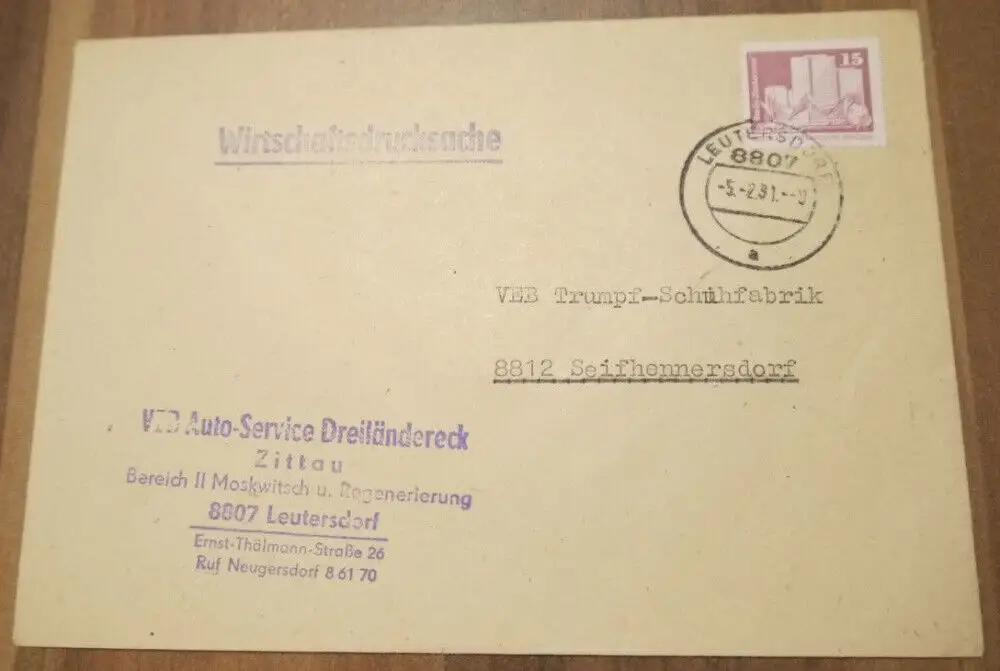 15
Wirtschaftsdrucksache
LEUTERSDORF
8807
-5.-2.81.--9
a
VEB Trumpf-Schuhfabrik
8812 Seifhennersdorf
VEB Auto-Service Dreiländereck
Zittau
Bereich II Moskwitsch u. Regenerierung
8807 Leutersdorf
Ernst-Thälmann-Straße 26
Ruf Neugersdorf 8 61 70